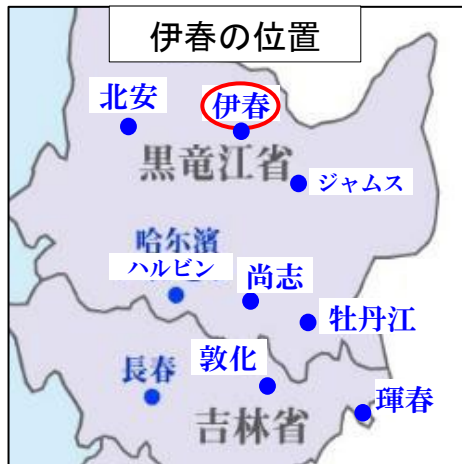 伊春の位置
北安
伊春
黒竜江省
ジャムス
哈尔濱
ハルビン
尚志
牡丹江
敦化
長春
琿春
吉林省